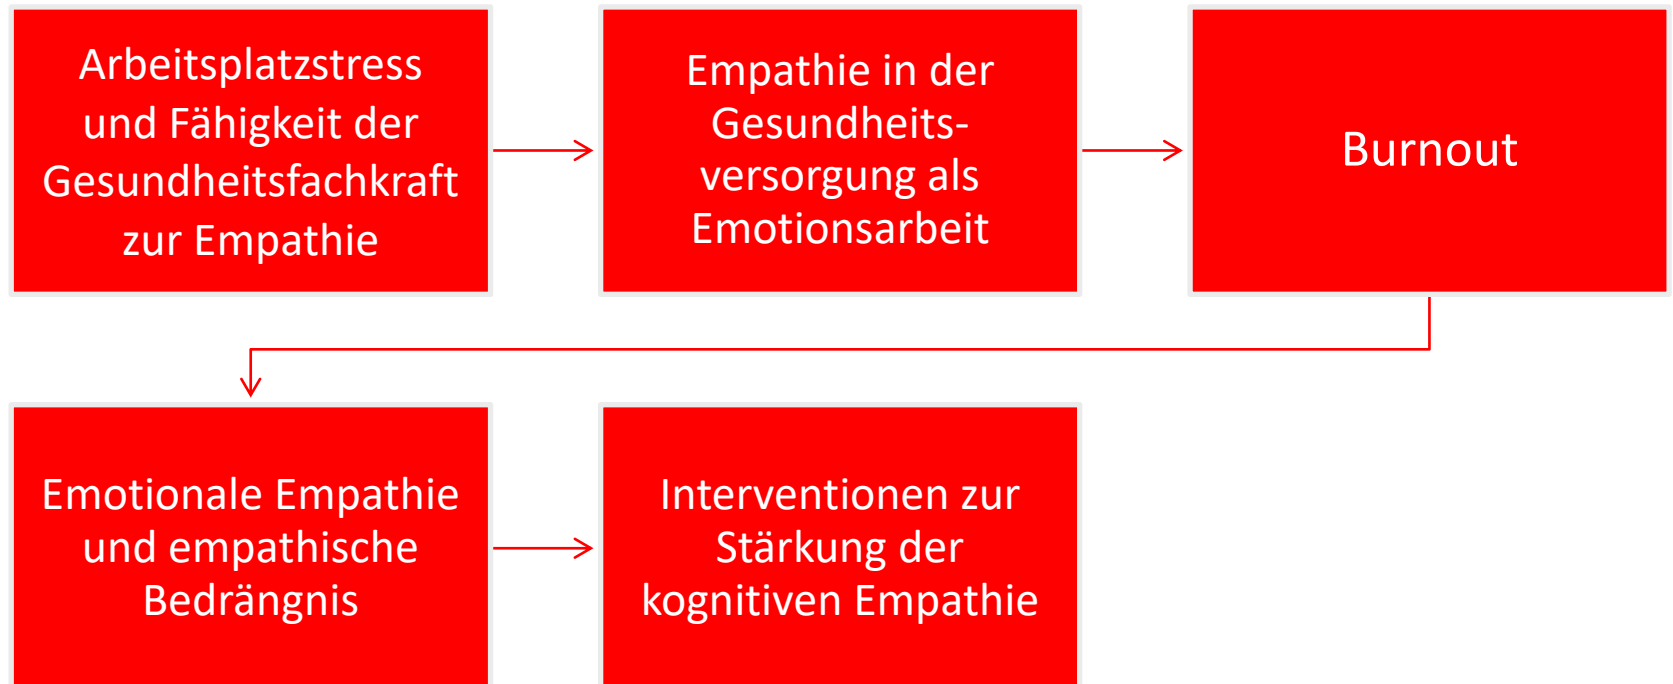 Arbeitsplatzstress
und Fähigkeit der
Gesundheitsfachkraft
zur Empathie
Empathie in der
Gesundheits-
versorgung als
Emotionsarbeit
Burnout
Emotionale Empathie
und empathische
Bedrängnis
Interventionen zur
Stärkung der
kognitiven Empathie